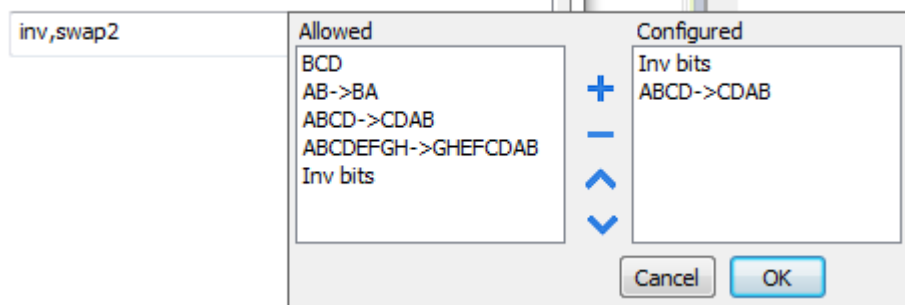 inv,swap2
Allowed
BCD
AB->BA
ABCD->CDAB
ABCDEFGH->GHEFCDAB
Inv bits
Configured
Inv bits
ABCD->CDAB
Cancel
OK